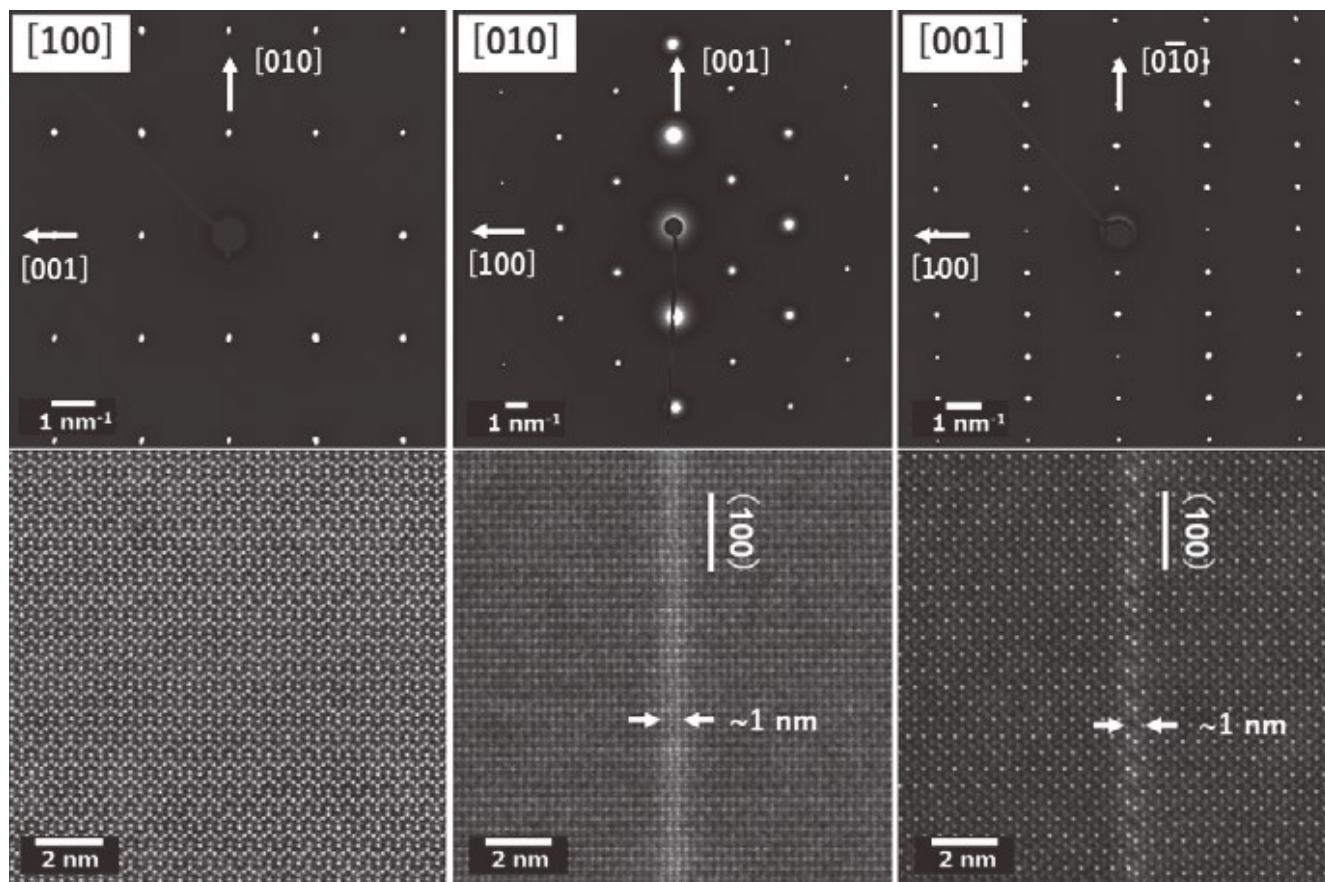 [100]
[010]
[001]
1 nm⁻¹
[010]
[001]
[100]
1 nm⁻¹
[001]
[01̅0]
[100]
1 nm⁻¹
2 nm
(100)
~1 nm
2 nm
(100)
~1 nm
2 nm